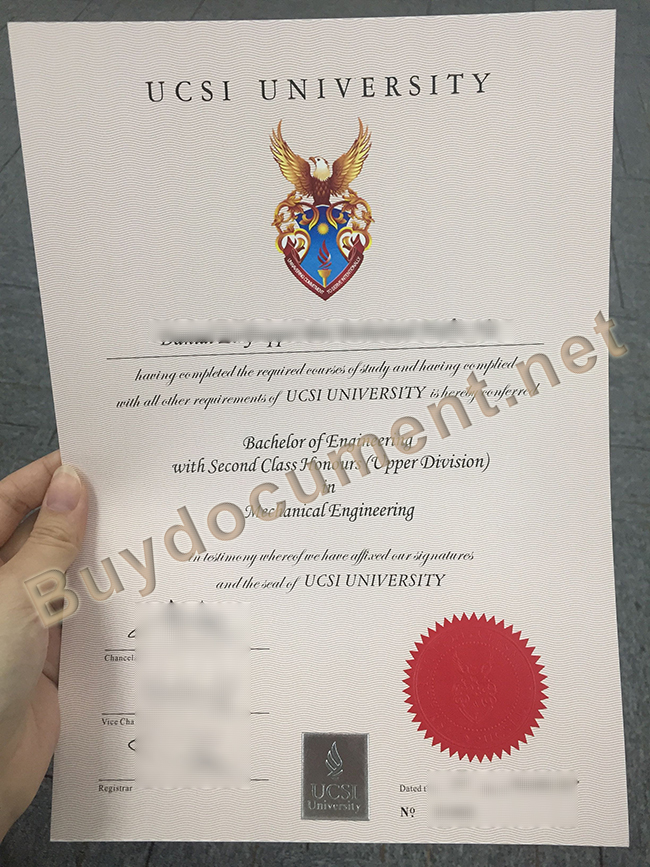 UCSI UNIVERSITY
having completed the required courses of study and having complied
with all other requirements of UCSI UNIVERSITY is hereby conferred
Bachelor of Engineering
with Second Class Honours (Upper Division)
in
Mechanical Engineering
In testimony whereof we have affixed our signatures
and the seal of UCSI UNIVERSITY
Vice Cha
Registrar
UCSI
University
Dated
Nº
Buydocument.net